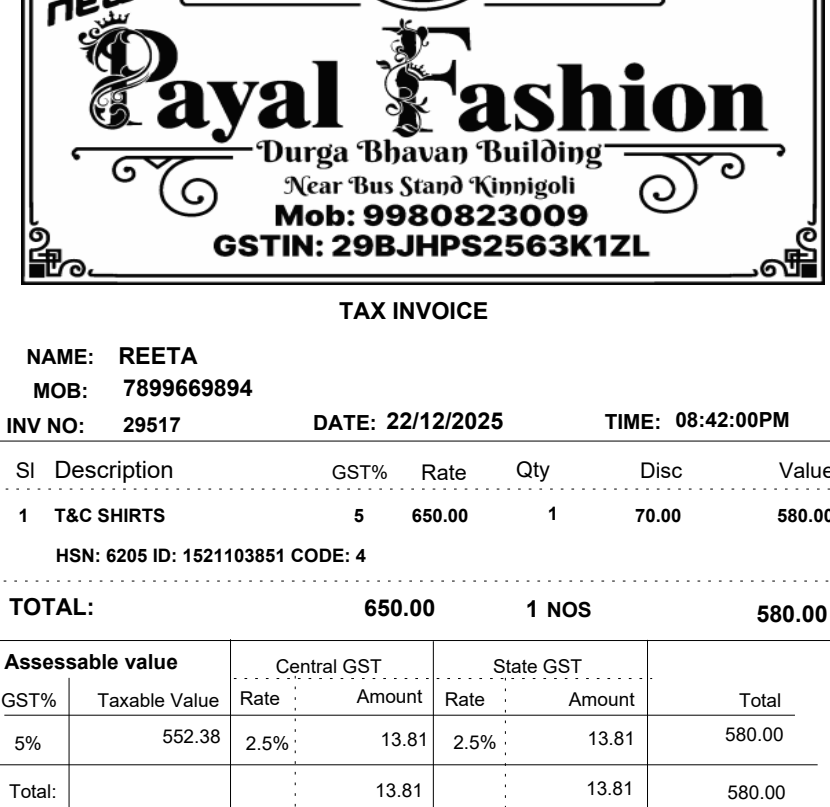 new
Payal Fashion
Durga Bhavan Building
Near Bus Stand Kinnigoli
Mob: 9980823009
GSTIN: 29BJHPS2563K1ZL
TAX INVOICE
NAME: REETA
MOB: 7899669894
INV NO: 29517 DATE: 22/12/2025 TIME: 08:42:00PM
Sl Description GST% Rate Qty Disc Value
1 T&C SHIRTS 5 650.00 1 70.00 580.00
HSN: 6205 ID: 1521103851 CODE: 4
TOTAL: 650.00 1 NOS 580.00
Assessable value Central GST State GST
GST% Taxable Value Rate Amount Rate Amount Total
5% 552.38 2.5% 13.81 2.5% 13.81 580.00
Total: 13.81 13.81 580.00